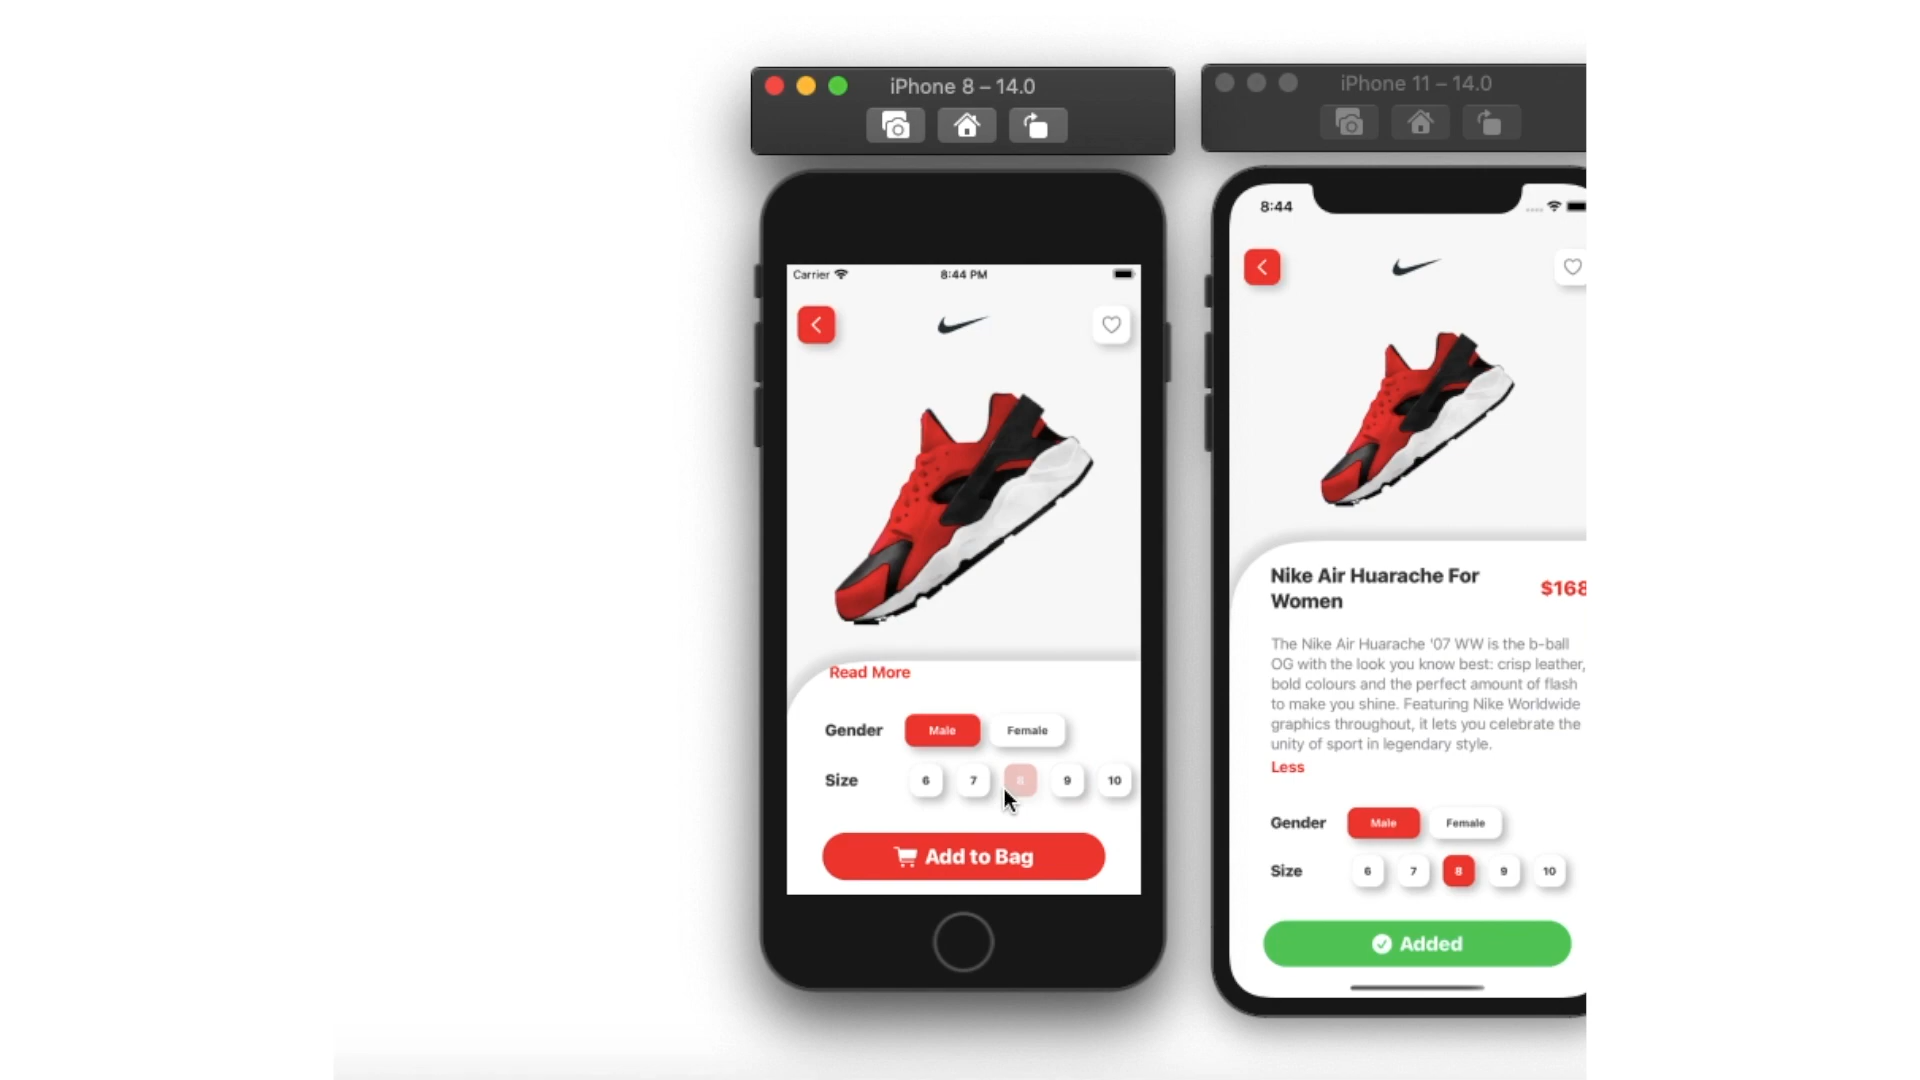 iPhone 8 – 14.0
Carrier
8:44 PM
Read More
Gender Male Female
Size 6 7 8 9 10
Add to Bag
iPhone 11 – 14.0
8:44
Nike Air Huarache For
Women
$168
The Nike Air Huarache '07 WW is the b-ball
OG with the look you know best: crisp leather,
bold colours and the perfect amount of flash
to make you shine. Featuring Nike Worldwide
graphics throughout, it lets you celebrate the
unity of sport in legendary style.
Less
Gender Male Female
Size 6 7 8 9 10
Added